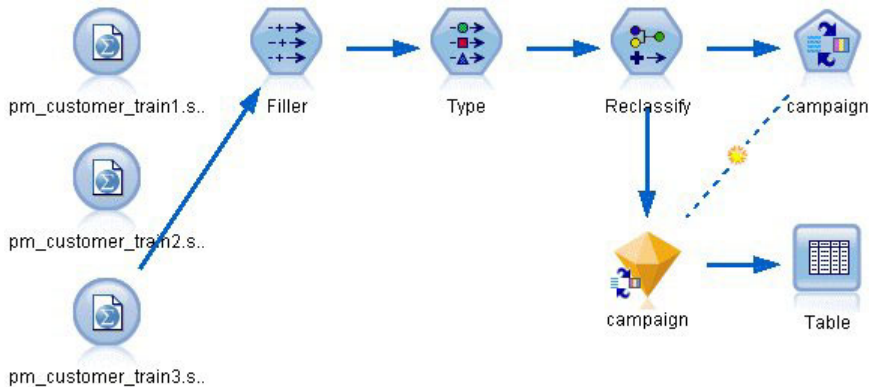 pm_customer_train1.s..
Filler
Type
Reclassify
campaign
pm_customer_train2.s..
campaign
Table
pm_customer_train3.s..